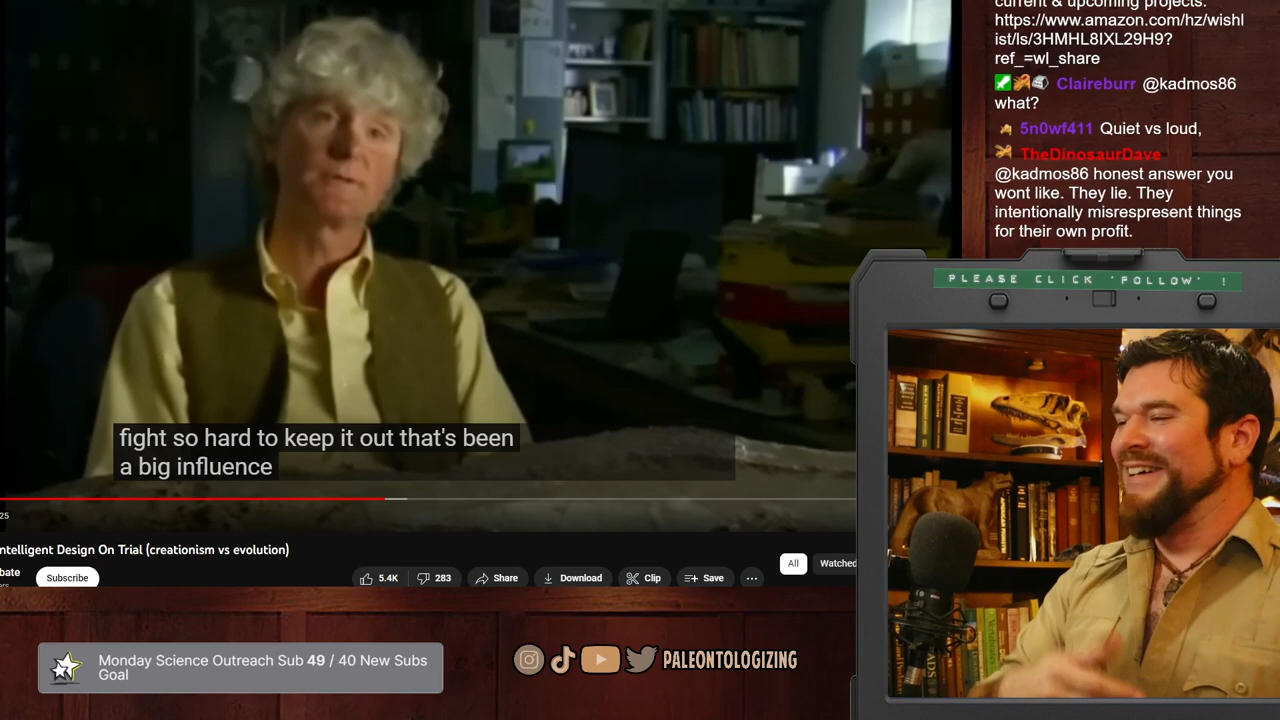 current & upcoming projects:
https://www.amazon.com/hz/wishl
ist/ls/3HMHL8IXL29H9?
ref_=wl_share
Claireburr @kadmos86
what?
5n0wf411 Quiet vs loud,
TheDinosaurDave
@kadmos86 honest answer you
wont like. They lie. They
intentionally misrespresent things
for their own profit.
PLEASE CLICK 'FOLLOW' !
fight so hard to keep it out that's been
a big influence
25
ntelligent Design On Trial (creationism vs evolution)
bate
Subscribe
5.4K
283
Share
Download
Clip
Save
All
Watched
Monday Science Outreach Sub 49 / 40 New Subs
Goal
PALEONTOLOGIZING